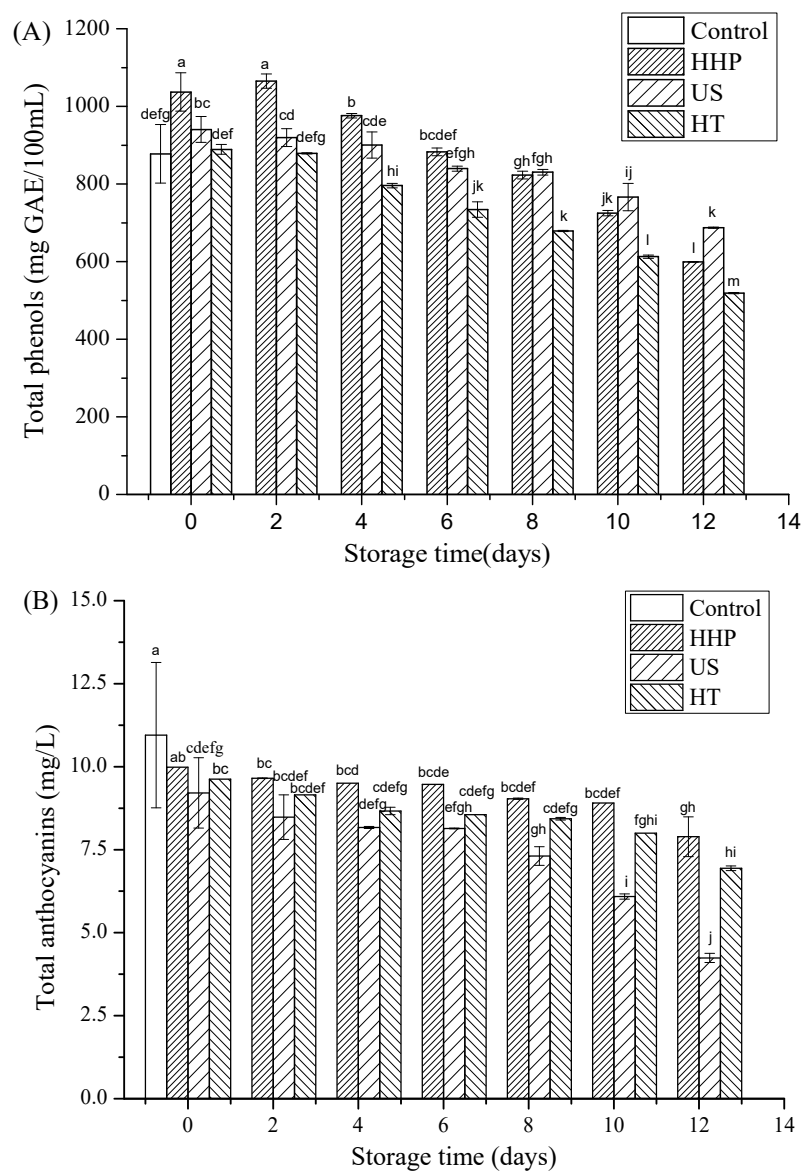 (A)
1200
1000
800
600
400
200
0
Total phenols (mg GAE/100mL)
Control
HHP
US
HT
defg a bc def
a cd defg
b cde hi
bcdef efgh jk
gh fgh k
jk ij l
l k m
0 2 4 6 8 10 12 14
Storage time(days)
(B)
15.0
12.5
10.0
7.5
5.0
2.5
0.0
Total anthocyanins (mg/L)
Control
HHP
US
HT
a ab cdefg bc
bc bcdef bcdef
bcd defg cdefg
bcde efgh cdefg
bcdef gh cdefg
bcdef i fghi
gh j hi
0 2 4 6 8 10 12 14
Storage time (days)